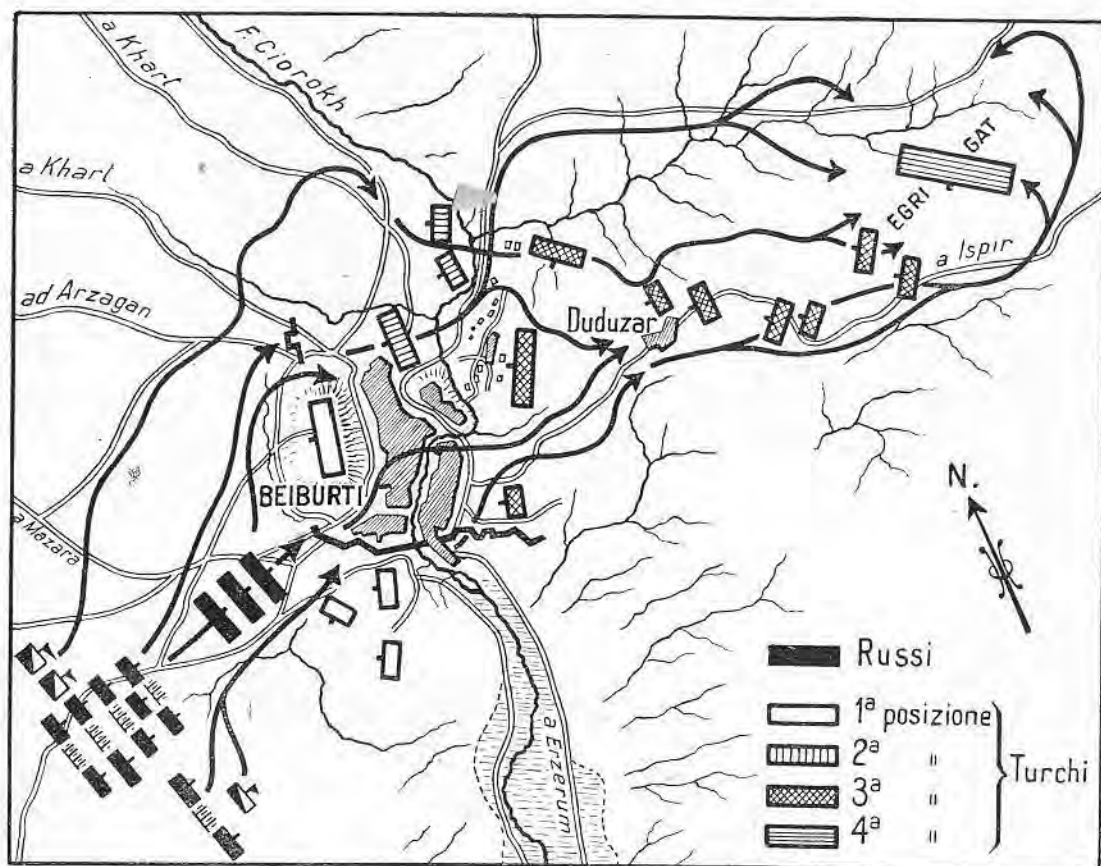 a Khart
F. Ciorokh
a Khart
a Khart
ad Arzagan
GAT
EGRI
a Ispir
Duduzar
BEIBURTI
a Mazara
N.
a Erzerum
Russi
1ª posizione
2ª "
3ª "
4ª "
Turchi